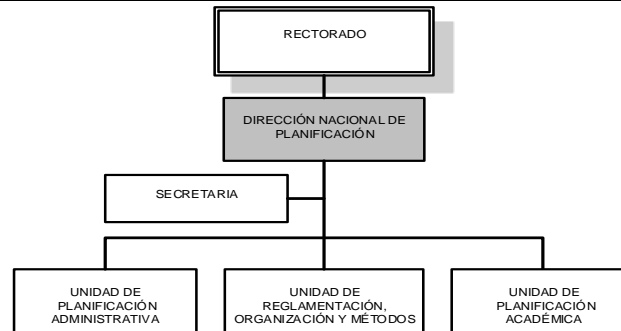 RECTORADO
DIRECCIÓN NACIONAL DE
PLANIFICACIÓN
SECRETARIA
UNIDAD DE
PLANIFICACIÓN
ADMINISTRATIVA
UNIDAD DE
REGLAMENTACIÓN,
ORGANIZACIÓN Y MÉTODOS
UNIDAD DE
PLANIFICACIÓN
ACADÉMICA